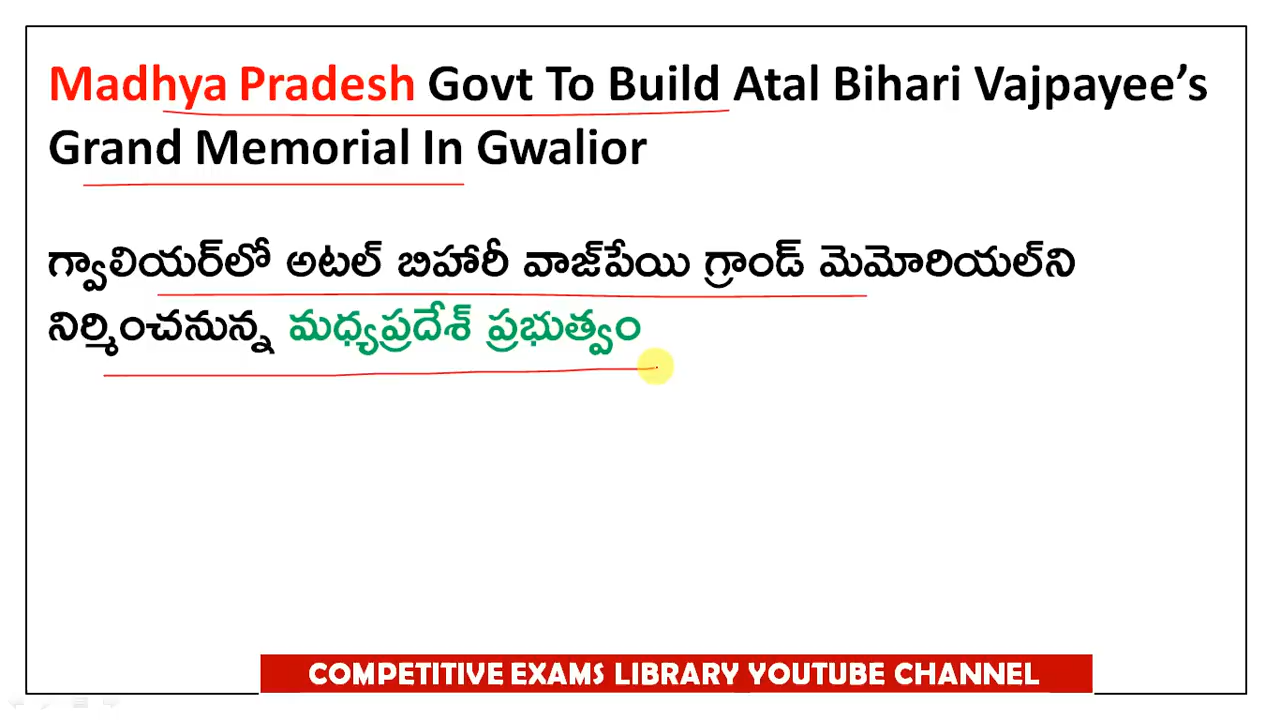 Madhya Pradesh Govt To Build Atal Bihari Vajpayee’s
Grand Memorial In Gwalior
గ్వాలియర్‌లో అటల్ బిహారీ వాజ్‌పేయి గ్రాండ్ మెమోరియల్‌ని
నిర్మించనున్న మధ్యప్రదేశ్ ప్రభుత్వం
COMPETITIVE EXAMS LIBRARY YOUTUBE CHANNEL